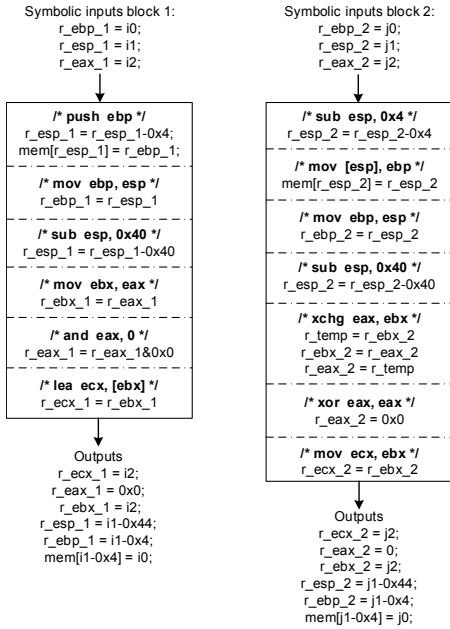 Symbolic inputs block 1:
r_ebp_1 = i0;
r_esp_1 = i1;
r_eax_1 = i2;
/* push ebp */
r_esp_1 = r_esp_1-0x4;
mem[r_esp_1] = r_ebp_1;
/* mov ebp, esp */
r_ebp_1 = r_esp_1
/* sub esp, 0x40 */
r_esp_1 = r_esp_1-0x40
/* mov ebx, eax */
r_ebx_1 = r_eax_1
/* and eax, 0 */
r_eax_1 = r_eax_1&0x0
/* lea ecx, [ebx] */
r_ecx_1 = r_ebx_1
Outputs
r_ecx_1 = i2;
r_eax_1 = 0x0;
r_ebx_1 = i2;
r_esp_1 = i1-0x44;
r_ebp_1 = i1-0x4;
mem[i1-0x4] = i0;
Symbolic inputs block 2:
r_ebp_2 = j0;
r_esp_2 = j1;
r_eax_2 = j2;
/* sub esp, 0x4 */
r_esp_2 = r_esp_2-0x4
/* mov [esp], ebp */
mem[r_esp_2] = r_esp_2
/* mov ebp, esp */
r_ebp_2 = r_esp_2
/* sub esp, 0x40 */
r_esp_2 = r_esp_2-0x40
/* xchg eax, ebx */
r_temp = r_ebx_2
r_ebx_2 = r_eax_2
r_eax_2 = r_temp
/* xor eax, eax */
r_eax_2 = 0x0
/* mov ecx, ebx */
r_ecx_2 = r_ebx_2
Outputs
r_ecx_2 = j2;
r_eax_2 = 0;
r_ebx_2 = j2;
r_esp_2 = j1-0x44;
r_ebp_2 = j1-0x4;
mem[j1-0x4] = j0;